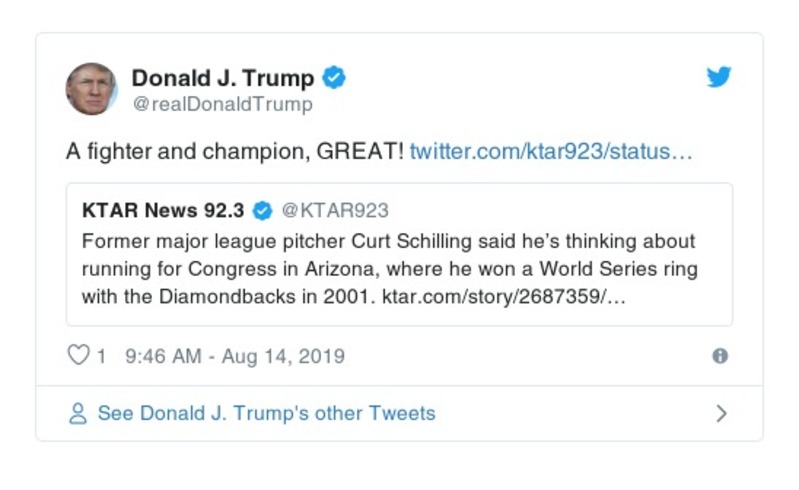 Donald J. Trump
@realDonaldTrump
A fighter and champion, GREAT! twitter.com/ktar923/status…
KTAR News 92.3 @KTAR923
Former major league pitcher Curt Schilling said he’s thinking about
running for Congress in Arizona, where he won a World Series ring
with the Diamondbacks in 2001. ktar.com/story/2687359/…
1 9:46 AM - Aug 14, 2019
See Donald J. Trump's other Tweets